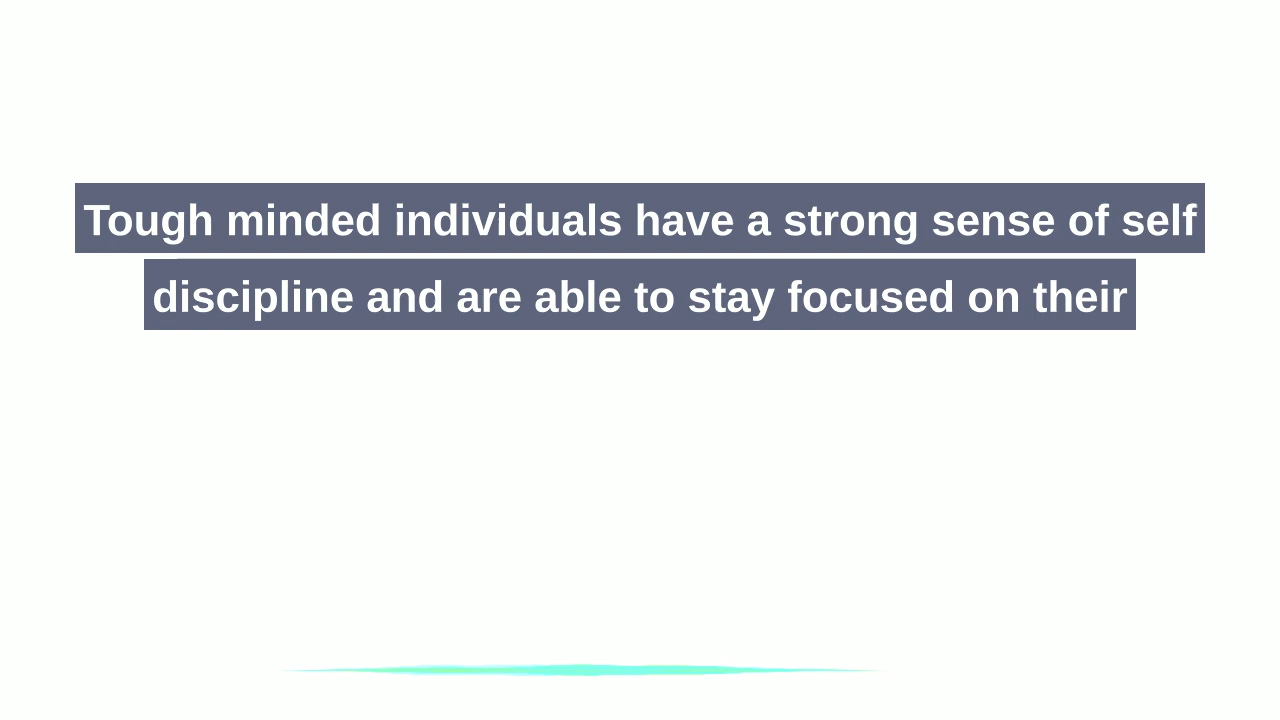 Tough minded individuals have a strong sense of self
discipline and are able to stay focused on their